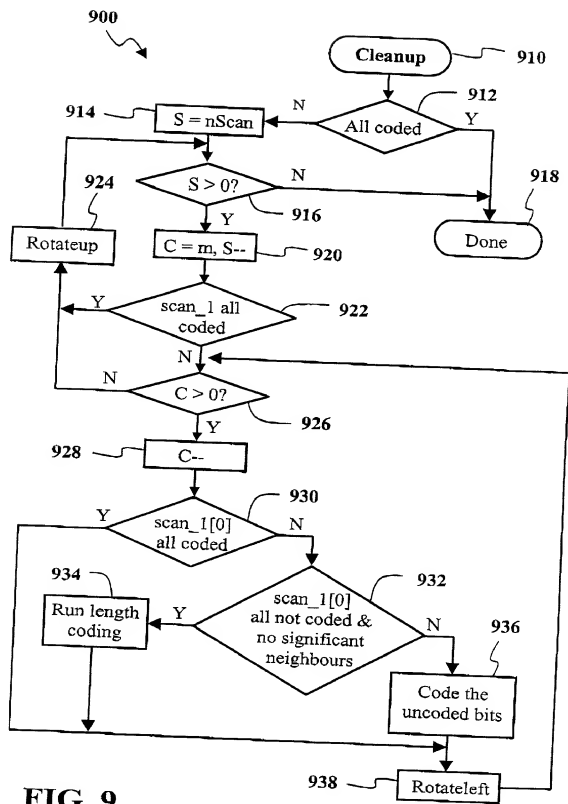 900
Cleanup
910
912
914
S = nScan
N
All coded
Y
924
S > 0?
N
916
918
Y
Rotateup
C = m, S--
920
Done
Y
scan_1 all
coded
922
N
N
C > 0?
926
Y
928
C--
930
Y
scan_1[0]
all coded
N
934
932
Run length
coding
Y
scan_1[0]
all not coded &
no significant
neighbours
N
936
Code the
uncoded bits
938
Rotateleft
FIG. 9